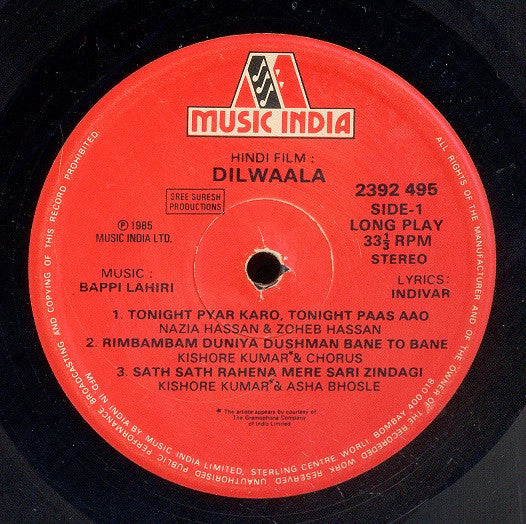 MUSIC INDIA
HINDI FILM :
DILWAALA
SREE SURESH
PRODUCTIONS
2392 495
SIDE-1
LONG PLAY
33⅓ RPM
STEREO
℗ 1985
MUSIC INDIA LTD.
MUSIC :
BAPPI LAHIRI
LYRICS :
INDIVAR
1. TONIGHT PYAR KARO, TONIGHT PAAS AAO
NAZIA HASSAN & ZOHEB HASSAN
2. RIMBAMBAM DUNIYA DUSHMAN BANE TO BANE
KISHORE KUMAR*& CHORUS
3. SATH SATH RAHENA MERE SARI ZINDAGI
KISHORE KUMAR*& ASHA BHOSLE
* The artiste appears by courtesy of
The Gramophone Company
of India Limited
MFD. IN INDIA BY MUSIC INDIA LIMITED, STERLING CENTRE WORLI BOMBAY 400 018
ALL RIGHTS OF THE MANUFACTURER AND OF THE OWNER OF THE RECORDED WORK RESERVED UNAUTHORISED PUBLIC PERFORMANCE BROADCASTING AND COPYING OF THIS RECORD PROHIBITED